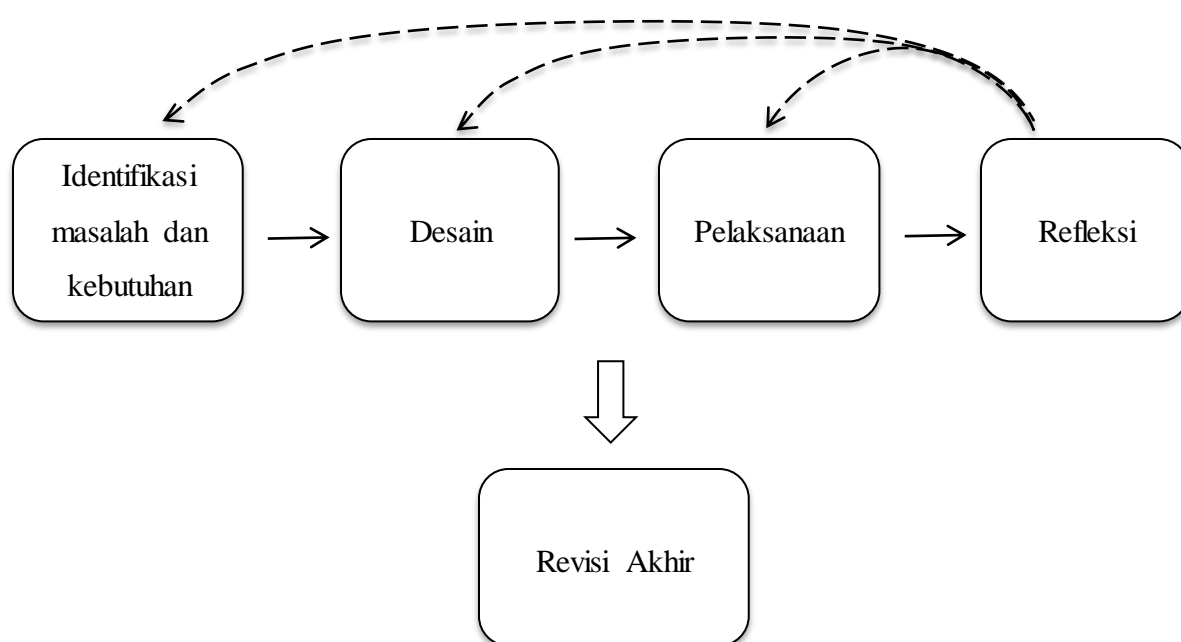 Identifikasi
masalah dan
kebutuhan
Desain
Pelaksanaan
Refleksi
Revisi Akhir